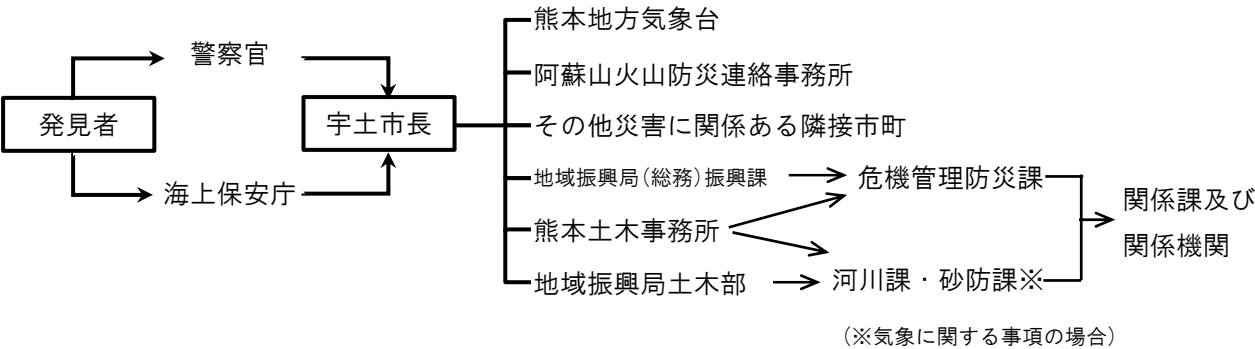 熊本地方気象台
警察官
阿蘇山火山防災連絡事務所
発見者
宇土市長
その他災害に関係ある隣接市町
地域振興局(総務)振興課
危機管理防災課
海上保安庁
関係課及び
関係機関
熊本土木事務所
地域振興局土木部
河川課・砂防課※
(※気象に関する事項の場合)